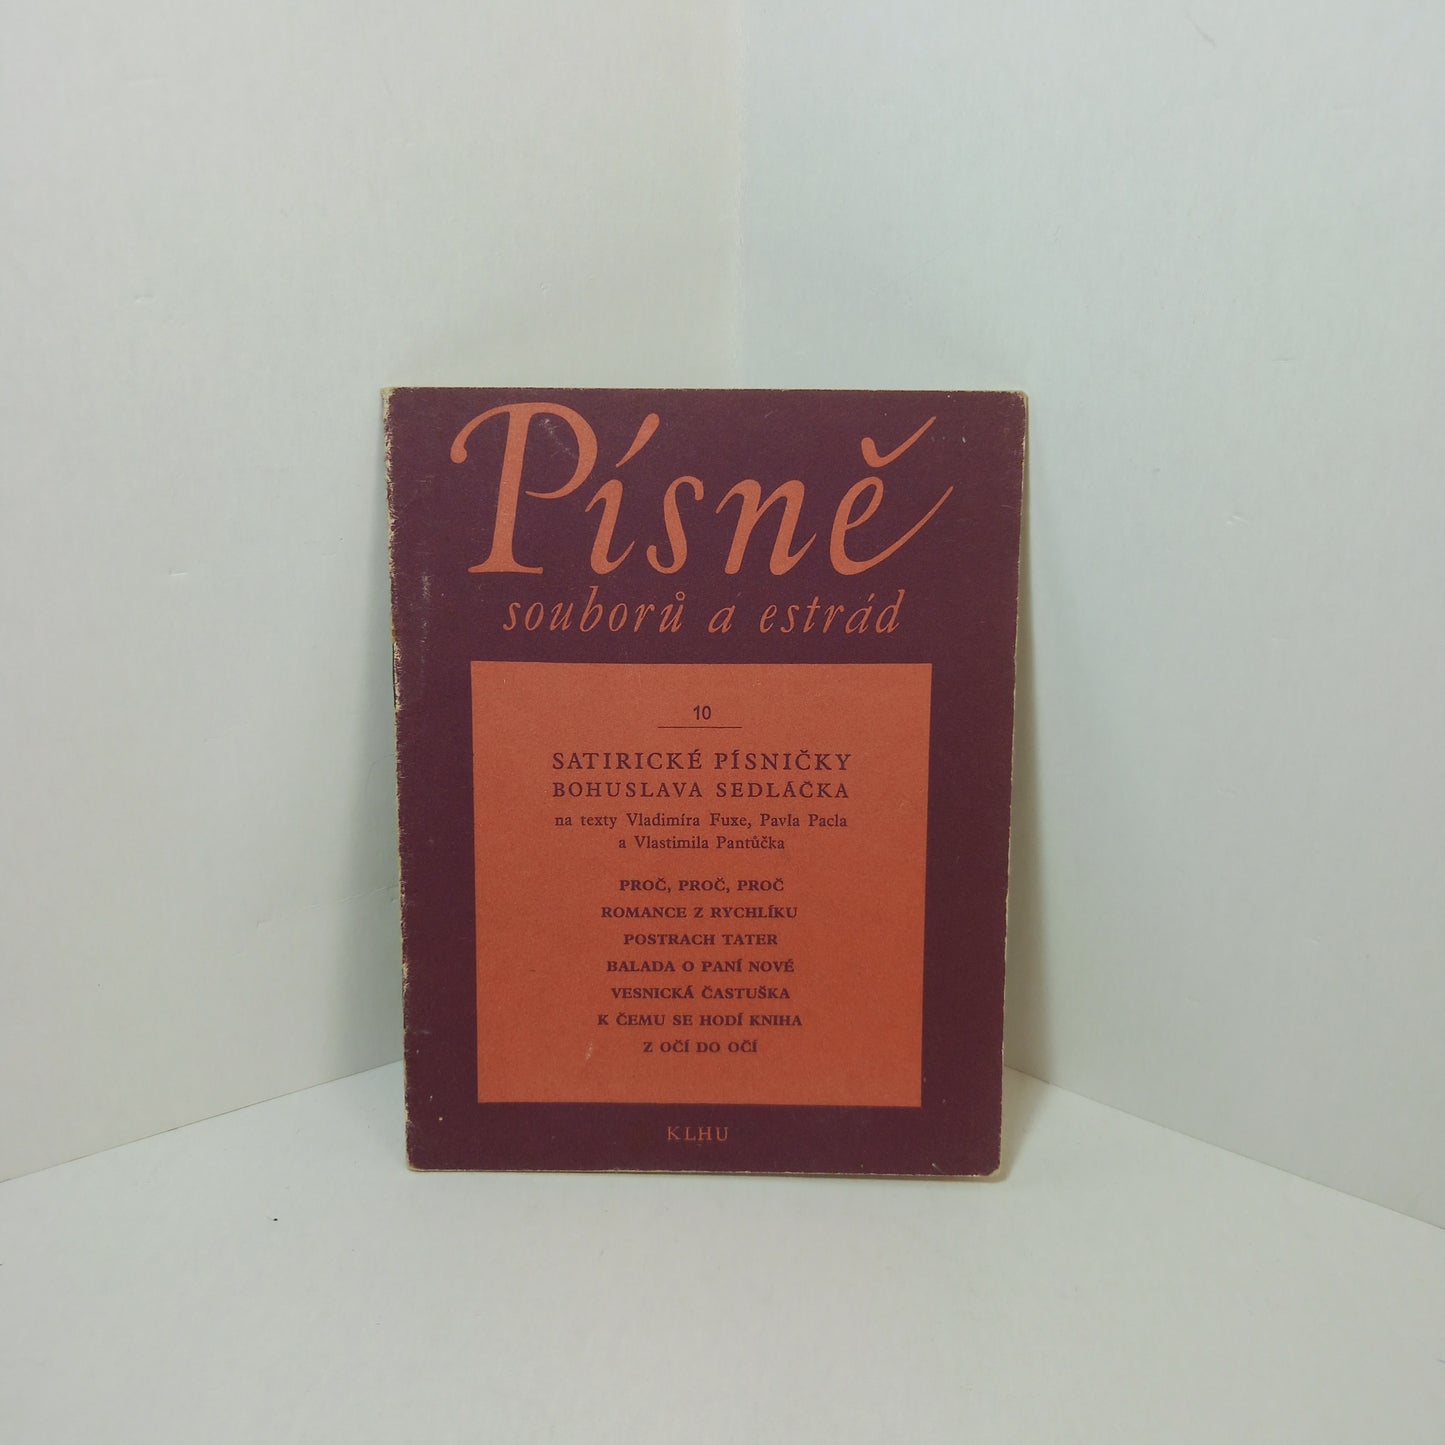 Písně
souborů a estrád
10
SATIRICKÉ PÍSNIČKY
BOHUSLAVA SEDLÁČKA
na texty Vladimíra Fuxe, Pavla Pacla
a Vlastimila Pantůčka
PROČ, PROČ, PROČ
ROMANCE Z RYCHLÍKU
POSTRACH TATER
BALADA O PANÍ NOVÉ
VESNICKÁ ČASTUŠKA
K ČEMU SE HODÍ KNIHA
Z OČÍ DO OČÍ
KLHU